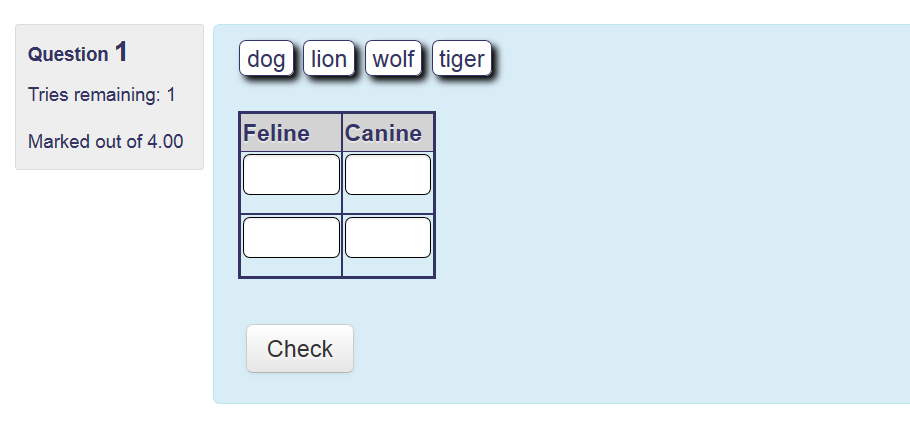 Question 1
Tries remaining: 1
Marked out of 4.00
dog lion wolf tiger
Feline Canine
Check